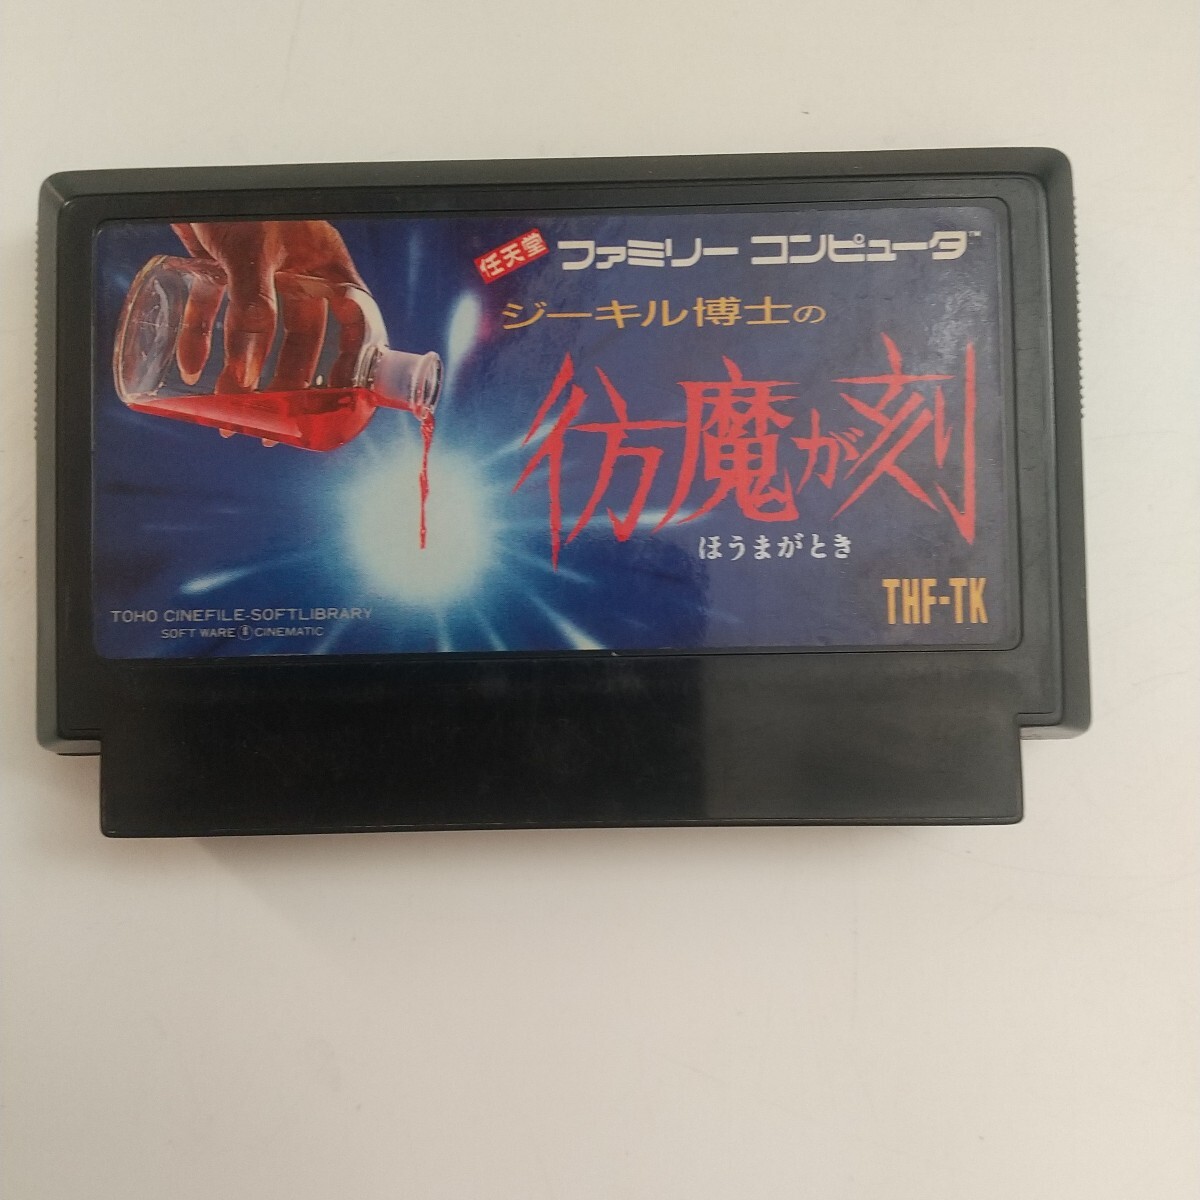 任天堂 ファミリー コンピュータ™
ジーキル博士の
彷魔が刻
ほうまがとき
THF-TK
TOHO CINEFILE-SOFTLIBRARY
SOFT WARE CINEMATIC